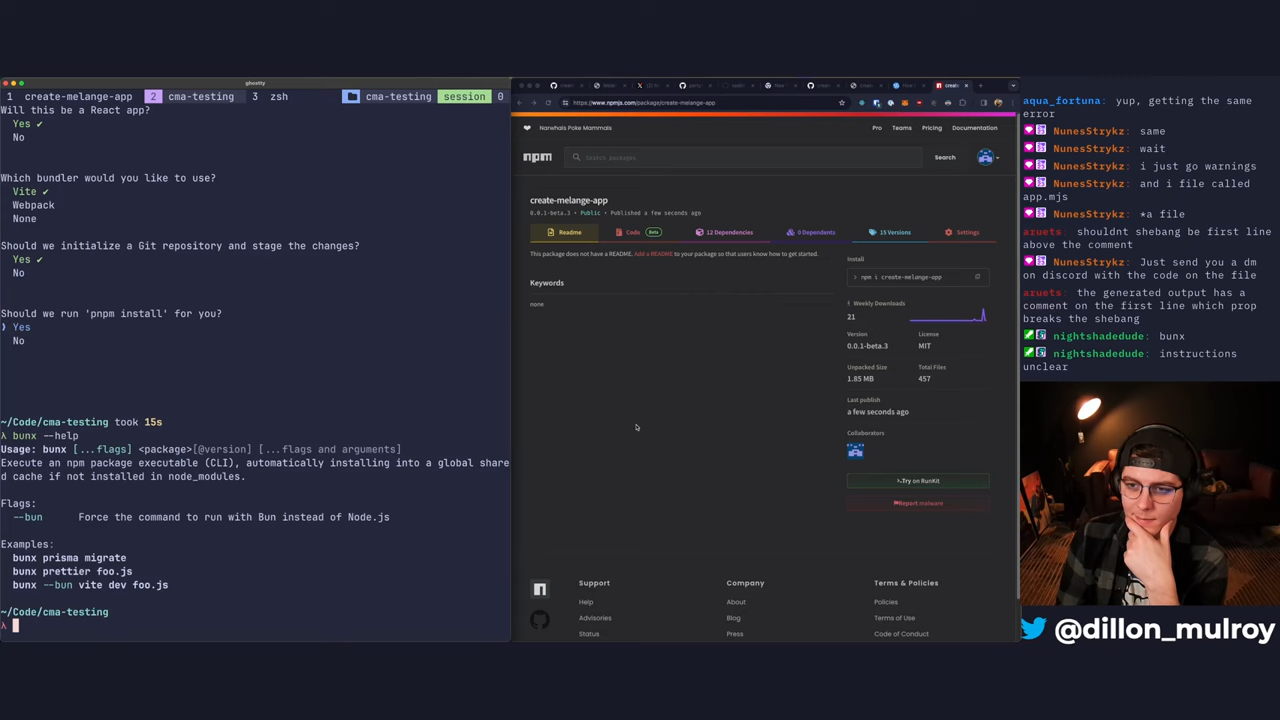 ghostty
1 create-melange-app 2 cma-testing 3 zsh cma-testing session 0
Will this be a React app?
Yes ✔
No
Which bundler would you like to use?
Vite ✔
Webpack
None
Should we initialize a Git repository and stage the changes?
Yes ✔
No
Should we run 'pnpm install' for you?
❯ Yes
No
~/Code/cma-testing took 15s
λ bunx --help
Usage: bunx [...flags] <package>[@version] [...flags and arguments]
Execute an npm package executable (CLI), automatically installing into a global share
d cache if not installed in node_modules.
Flags:
--bun Force the command to run with Bun instead of Node.js
Examples:
bunx prisma migrate
bunx prettier foo.js
bunx --bun vite dev foo.js
~/Code/cma-testing
λ
https://www.npmjs.com/package/create-melange-app
❤ Narwhals Poke Mammals
Pro Teams Pricing Documentation
npm Search packages Search
create-melange-app
0.0.1-beta.3 • Public • Published a few seconds ago
Readme Code Beta 12 Dependencies 0 Dependents 15 Versions Settings
This package does not have a README. Add a README to your package so that users know how to get started.
Keywords
none
Install
> npm i create-melange-app
Weekly Downloads
21
Version License
0.0.1-beta.3 MIT
Unpacked Size Total Files
1.85 MB 457
Last publish
a few seconds ago
Collaborators
>.Try on RunKit
Report malware
Support Company Terms & Policies
Help About Policies
Advisories Blog Terms of Use
Status Press Code of Conduct
aqua_fortuna: yup, getting the same
error
NunesStrykz: same
NunesStrykz: wait
NunesStrykz: i just go warnings
NunesStrykz: and i file called
app.mjs
NunesStrykz: *a file
aruets: shouldnt shebang be first line
above the comment
NunesStrykz: Just send you a dm
on discord with the code on the file
aruets: the generated output has a
comment on the first line which prop
breaks the shebang
nightshadedude: bunx
nightshadedude: instructions
unclear
@dillon_mulroy